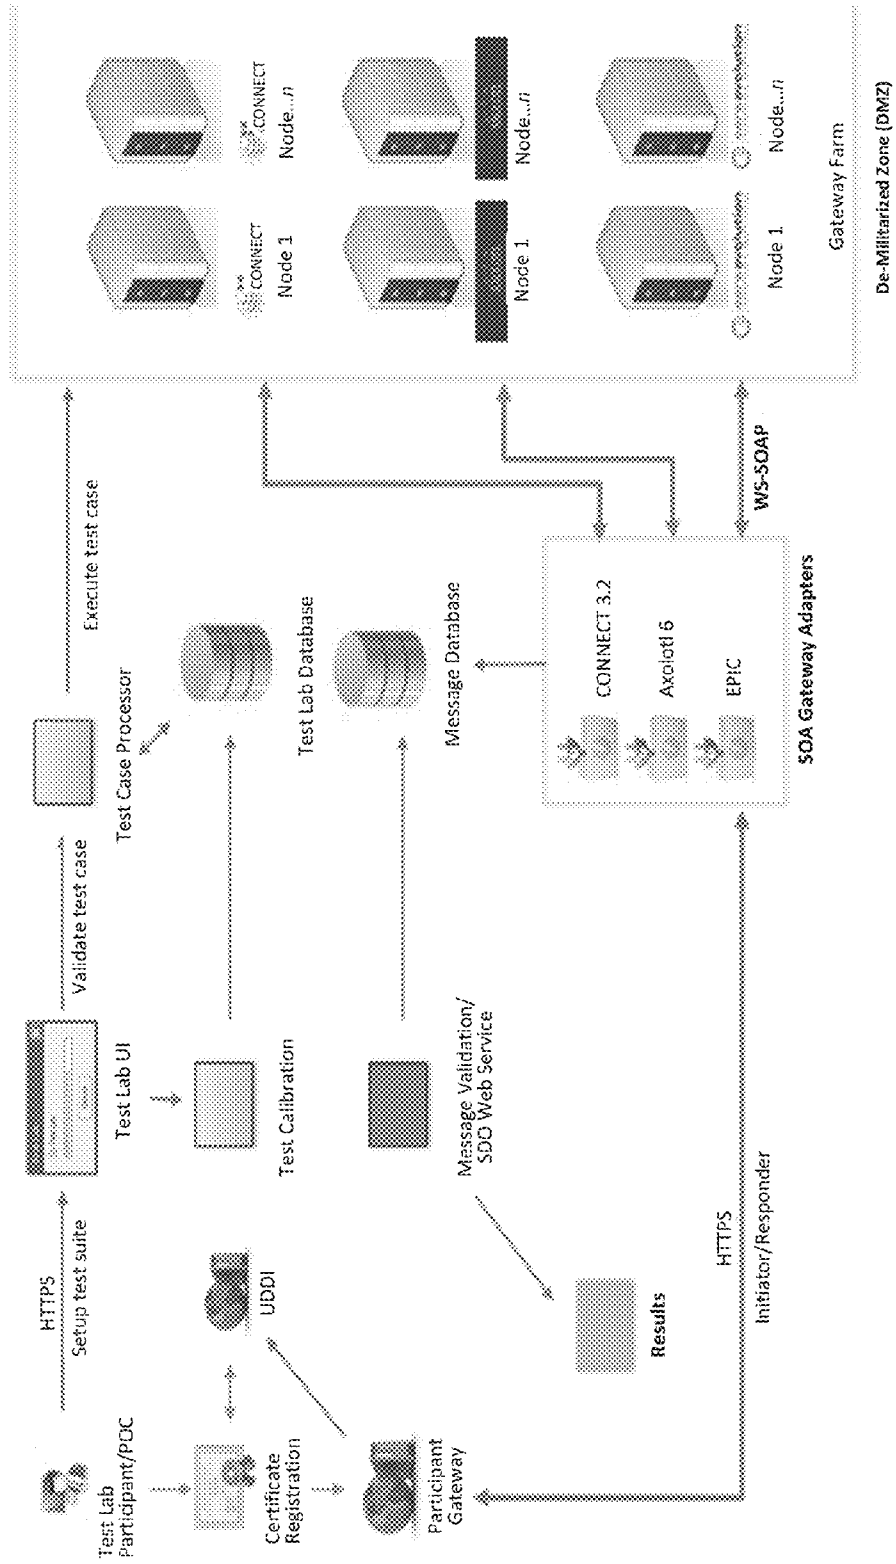 Test Lab
Participant/POC
HTTPS
Setup test suite
Test Lab UI
Validate test case
Test Case Processor
Execute test case
Certificate
Registration
UDDI
Test Calibration
Test Lab Database
Participant
Gateway
Message Validation/
SDO Web Service
Message Database
Results
HTTPS
Initiator/Responder
CONNECT 3.2
Axolotl 6
EPIC
SOA Gateway Adapters
WS-SOAP
CONNECT
Node 1
CONNECT
Node...n
Node 1
Node...n
Node 1
Node...n
Gateway Farm
De-Militarized Zone (DMZ)